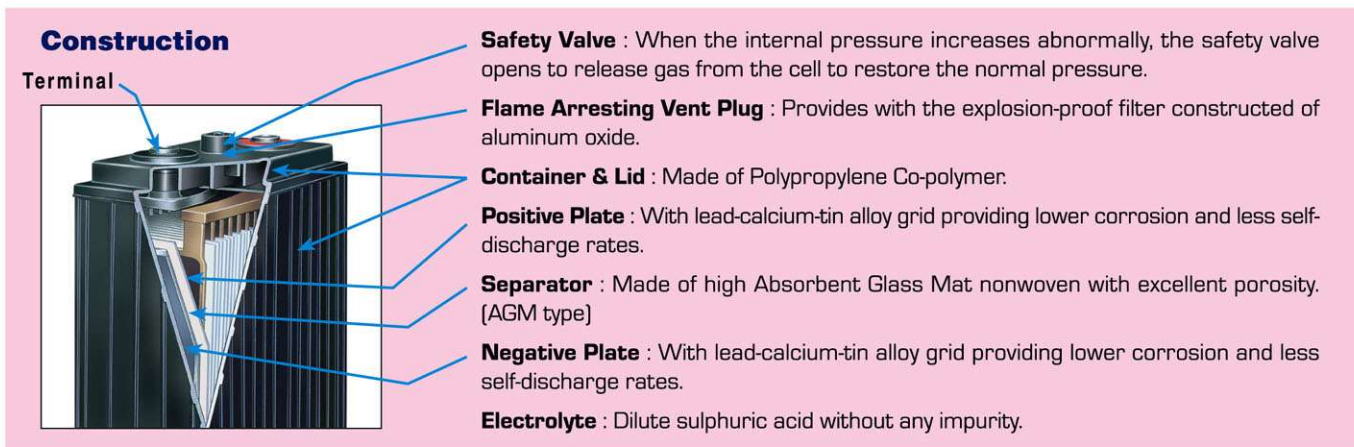 Construction
Terminal
Safety Valve : When the internal pressure increases abnormally, the safety valve
opens to release gas from the cell to restore the normal pressure.
Flame Arresting Vent Plug : Provides with the explosion-proof filter constructed of
aluminum oxide.
Container & Lid : Made of Polypropylene Co-polymer.
Positive Plate : With lead-calcium-tin alloy grid providing lower corrosion and less self-
discharge rates.
Separator : Made of high Absorbent Glass Mat nonwoven with excellent porosity.
(AGM type)
Negative Plate : With lead-calcium-tin alloy grid providing lower corrosion and less
self-discharge rates.
Electrolyte : Dilute sulphuric acid without any impurity.